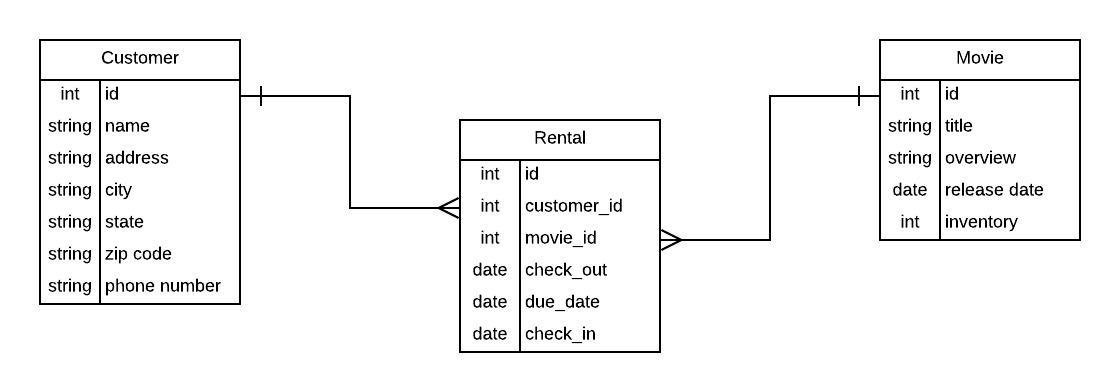 Customer
int id
string name
string address
string city
string state
string zip code
string phone number
Rental
int id
int customer_id
int movie_id
date check_out
date due_date
date check_in
Movie
int id
string title
string overview
date release date
int inventory